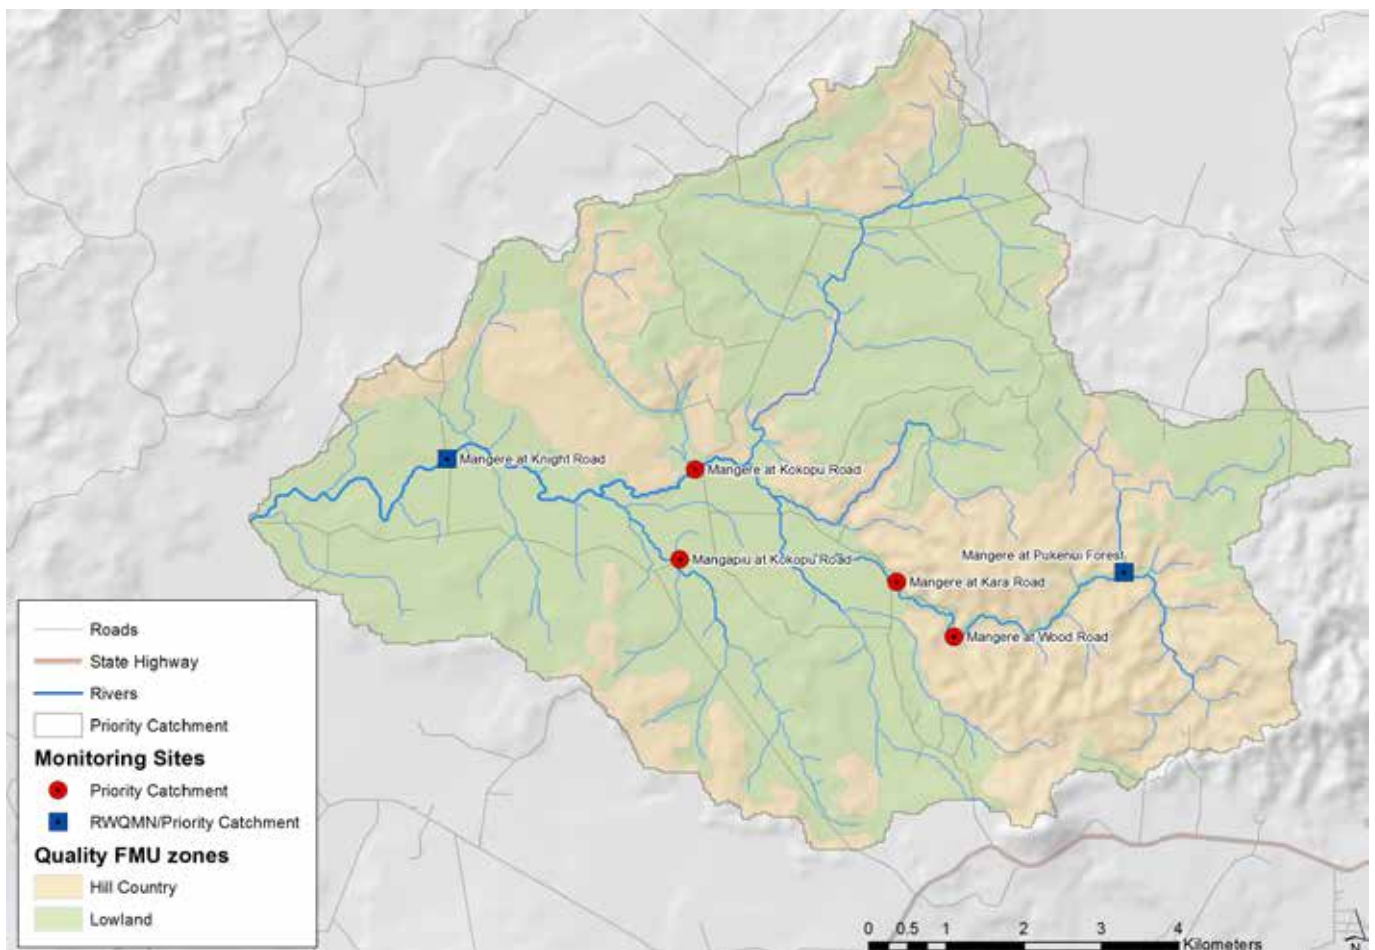 Mangere at Knight Road
Mangere at Kokopu Road
Mangapiu at Kokopu Road
Mangere at Pukenui Forest
Mangere at Kara Road
Mangere at Wood Road
Roads
State Highway
Rivers
Priority Catchment
Monitoring Sites
Priority Catchment
RWQMN/Priority Catchment
Quality FMU zones
Hill Country
Lowland
0 0.5 1 2 3 4
Kilometers
N